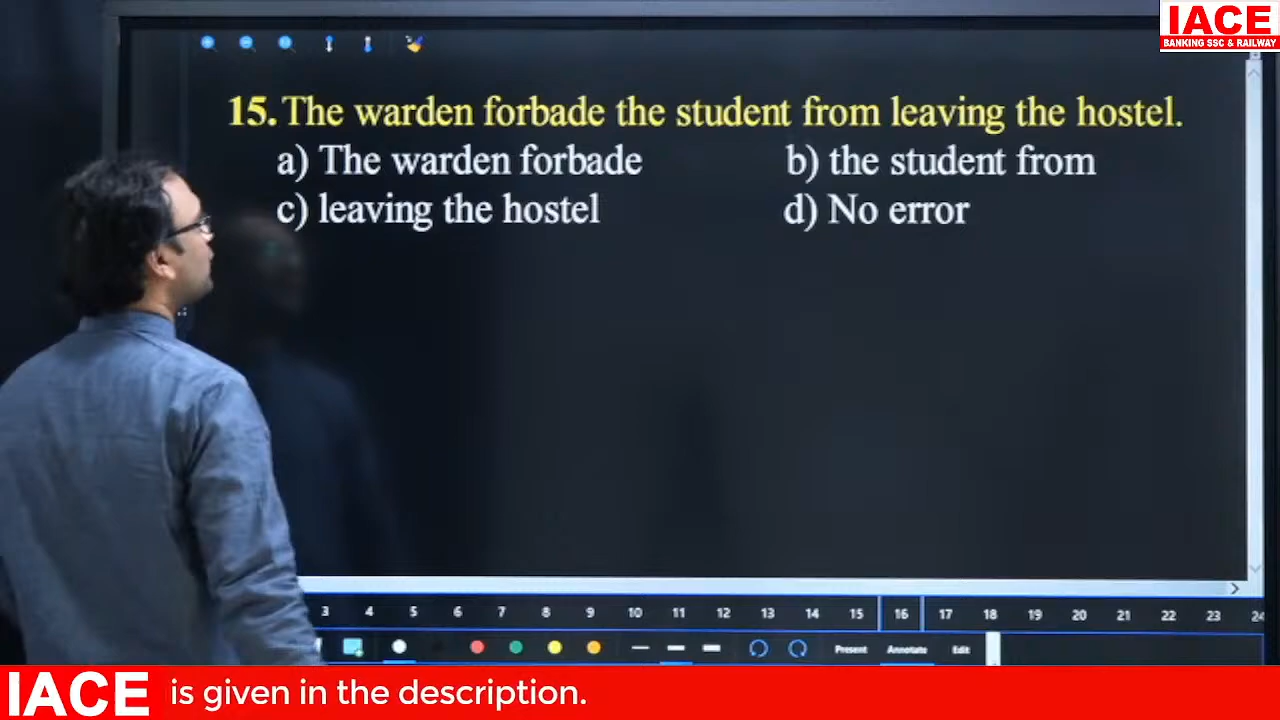 IACE
BANKING SSC & RAILWAY
15. The warden forbade the student from leaving the hostel.
a) The warden forbade b) the student from
c) leaving the hostel d) No error
3 4 5 6 7 8 9 10 11 12 13 14 15 16 17 18 19 20 21 22 23 24
Present Annotate Edit
IACE is given in the description.